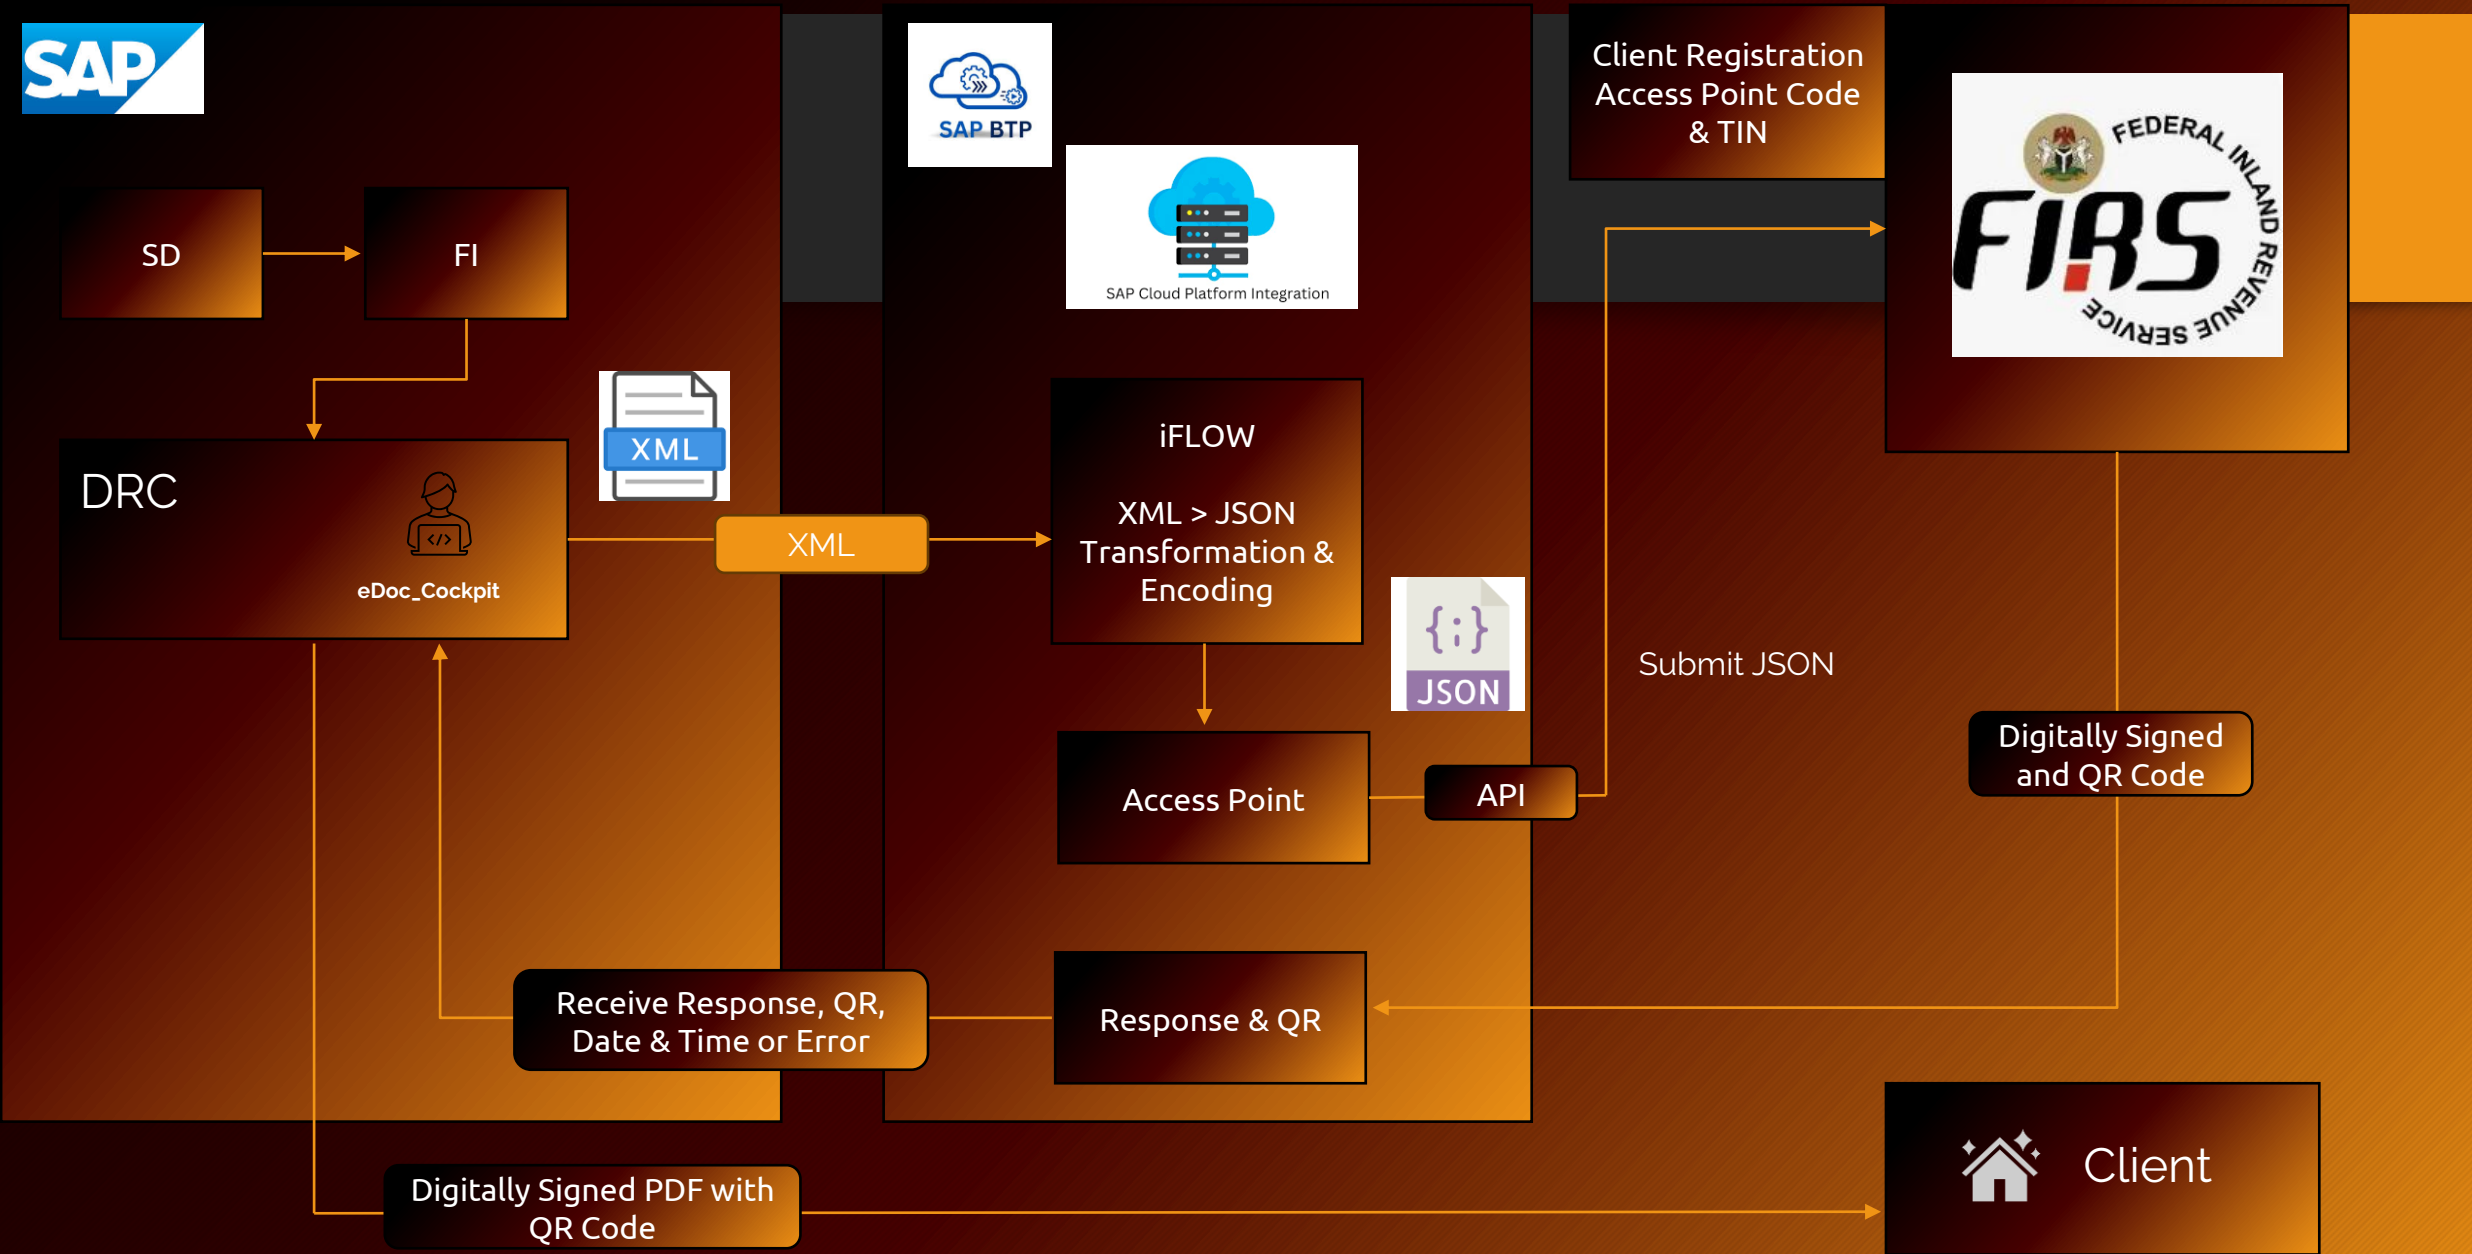 SAP
SD
FI
DRC
eDoc_Cockpit
XML
XML
SAP BTP
SAP Cloud Platform Integration
iFLOW
XML > JSON
Transformation &
Encoding
{;}
JSON
Access Point
API
Response & QR
Receive Response, QR,
Date & Time or Error
Client Registration
Access Point Code
& TIN
FEDERAL INLAND REVENUE SERVICE
FIRS
Submit JSON
Digitally Signed
and QR Code
Digitally Signed PDF with
QR Code
Client